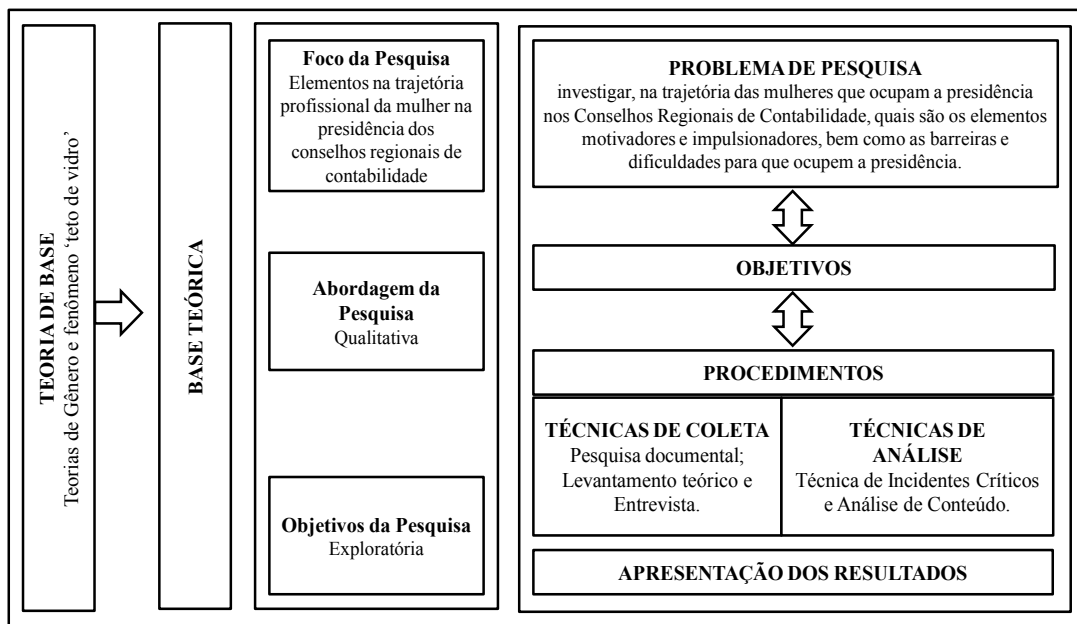 TEORIA DE BASE
Teorias de Gênero e fenômeno ‘teto de vidro’
BASE TEÓRICA
Foco da Pesquisa
Elementos na trajetória
profissional da mulher na
presidência dos
conselhos regionais de
contabilidade
Abordagem da
Pesquisa
Qualitativa
Objetivos da Pesquisa
Exploratória
PROBLEMA DE PESQUISA
investigar, na trajetória das mulheres que ocupam a presidência
nos Conselhos Regionais de Contabilidade, quais são os elementos
motivadores e impulsionadores, bem como as barreiras e
dificuldades para que ocupem a presidência.
OBJETIVOS
PROCEDIMENTOS
TÉCNICAS DE COLETA
Pesquisa documental;
Levantamento teórico e
Entrevista.
TÉCNICAS DE
ANÁLISE
Técnica de Incidentes Críticos
e Análise de Conteúdo.
APRESENTAÇÃO DOS RESULTADOS